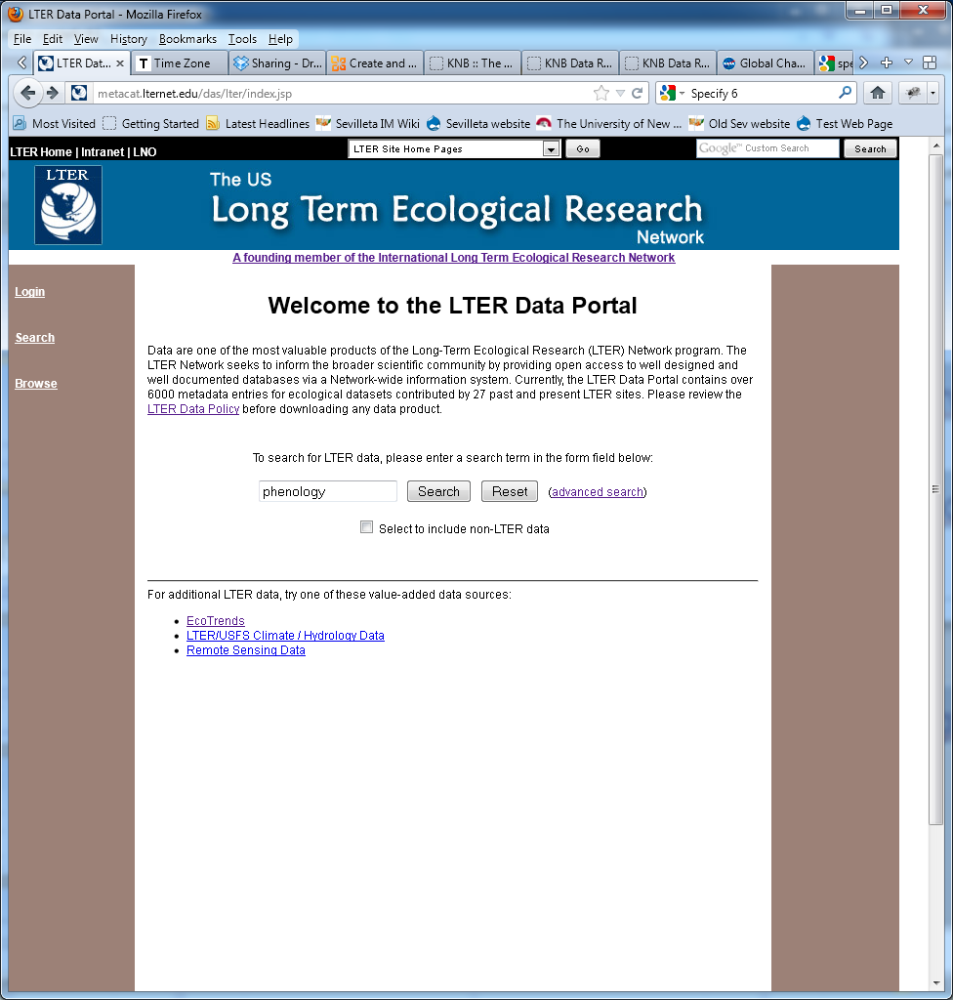 LTER Data Portal - Mozilla Firefox
File Edit View History Bookmarks Tools Help
LTER Dat... Time Zone Sharing - Dr... Create and ... KNB :: The ... KNB Data R... KNB Data R... Global Cha... spe
metacat.lternet.edu/das/lter/index.jsp Specify 6
Most Visited Getting Started Latest Headlines Sevilleta IM Wiki Sevilleta website The University of New ... Old Sev website Test Web Page
LTER Home | Intranet | LNO LTER Site Home Pages Go Google™ Custom Search Search
LTER
The US
Long Term Ecological Research
Network
A founding member of the International Long Term Ecological Research Network
Login
Search
Browse
Welcome to the LTER Data Portal
Data are one of the most valuable products of the Long-Term Ecological Research (LTER) Network program. The
LTER Network seeks to inform the broader scientific community by providing open access to well designed and
well documented databases via a Network-wide information system. Currently, the LTER Data Portal contains over
6000 metadata entries for ecological datasets contributed by 27 past and present LTER sites. Please review the
LTER Data Policy before downloading any data product.
To search for LTER data, please enter a search term in the form field below:
phenology Search Reset (advanced search)
Select to include non-LTER data
For additional LTER data, try one of these value-added data sources:
• EcoTrends
• LTER/USFS Climate / Hydrology Data
• Remote Sensing Data